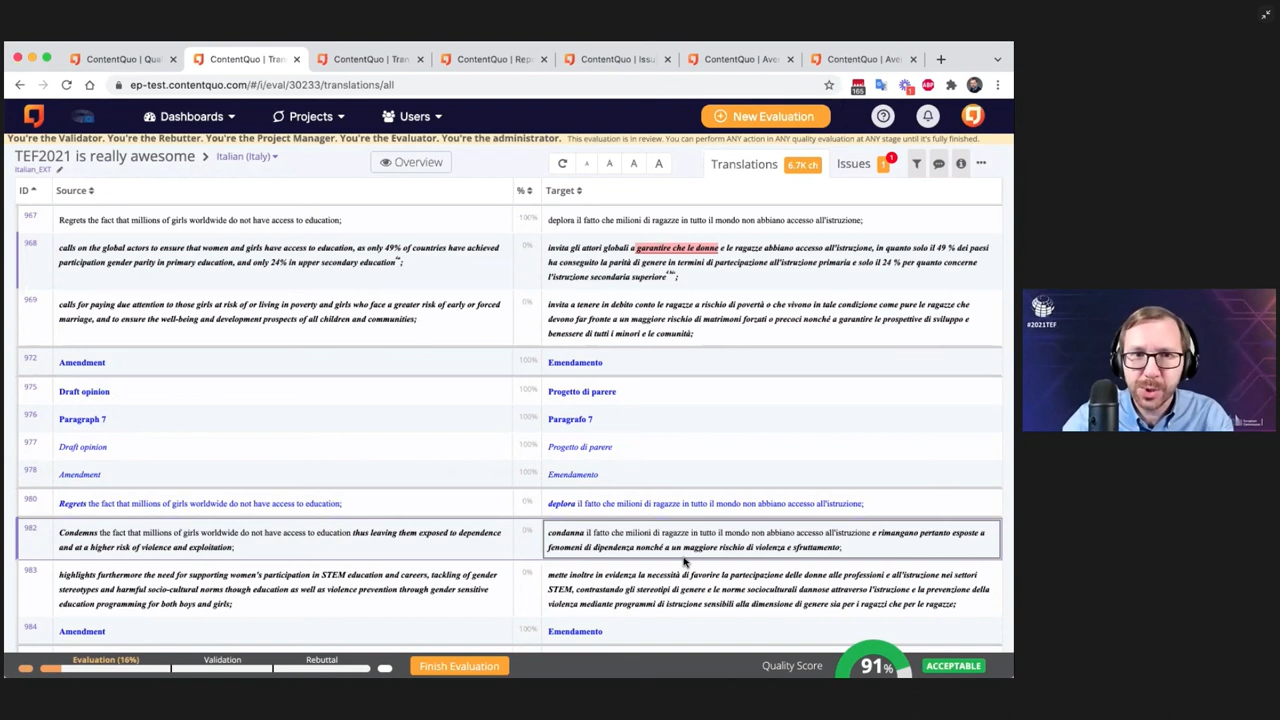 ContentQuo | Qua
ContentQuo | Tran
ContentQuo | Tran
ContentQuo | Repo
ContentQuo | Issu
ContentQuo | Ave
ContentQuo | Ave
ep-test.contentquo.com/#/i/eval/30233/translations/all
165
1
ABP
Dashboards
Projects
Users
New Evaluation
You're the Validator. You're the Rebutter. You're the Project Manager. You're the Evaluator. You're the administrator. This evaluation is in review. You can perform ANY action in ANY quality evaluation at ANY stage until it's fully finished.
TEF2021 is really awesome > Italian (Italy)
Italian_EXT
Overview
A A A A
Translations 6.7K ch
Issues 1 1
ID Source % Target
967 Regrets the fact that millions of girls worldwide do not have access to education; 100% deplora il fatto che milioni di ragazze in tutto il mondo non abbiano accesso all'istruzione;
968 calls on the global actors to ensure that women and girls have access to education, as only 49% of countries have achieved
participation gender parity in primary education, and only 24% in upper secondary education ;
0% invita gli attori globali a garantire che le donne e le ragazze abbiano accesso all'istruzione, in quanto solo il 49 % dei paesi
ha conseguito la parità di genere in termini di partecipazione all'istruzione primaria e solo il 24 % per quanto concerne
l'istruzione secondaria superiore ;
969 calls for paying due attention to those girls at risk of or living in poverty and girls who face a greater risk of early or forced
marriage, and to ensure the well-being and development prospects of all children and communities;
0% invita a tenere in debito conto le ragazze a rischio di povertà o che vivono in tale condizione come pure le ragazze che
devono far fronte a un maggiore rischio di matrimoni forzati o precoci nonché a garantire le prospettive di sviluppo e
benessere di tutti i minori e le comunità;
972 Amendment 100% Emendamento
975 Draft opinion 100% Progetto di parere
976 Paragraph 7 100% Paragrafo 7
977 Draft opinion 100% Progetto di parere
978 Amendment 100% Emendamento
980 Regrets the fact that millions of girls worldwide do not have access to education; 0% deplora il fatto che milioni di ragazze in tutto il mondo non abbiano accesso all'istruzione;
982 Condemns the fact that millions of girls worldwide do not have access to education thus leaving them exposed to dependence
and at a higher risk of violence and exploitation;
0% condanna il fatto che milioni di ragazze in tutto il mondo non abbiano accesso all'istruzione e rimangano pertanto esposte a
fenomeni di dipendenza nonché a un maggiore rischio di violenza e sfruttamento;
983 highlights furthermore the need for supporting women's participation in STEM education and careers, tackling of gender
stereotypes and harmful socio-cultural norms though education as well as violence prevention through gender sensitive
education programming for both boys and girls;
0% mette inoltre in evidenza la necessità di favorire la partecipazione delle donne alle professioni e all'istruzione nei settori
STEM, contrastando gli stereotipi di genere e le norme socioculturali dannose attraverso l'istruzione e la prevenzione della
violenza mediante programmi di istruzione sensibili alla dimensione di genere sia per i ragazzi che per le ragazze;
984 Amendment 100% Emendamento
Evaluation (16%)
Validation
Rebuttal
Finish Evaluation
Quality Score
91%
ACCEPTABLE
#2021TEF